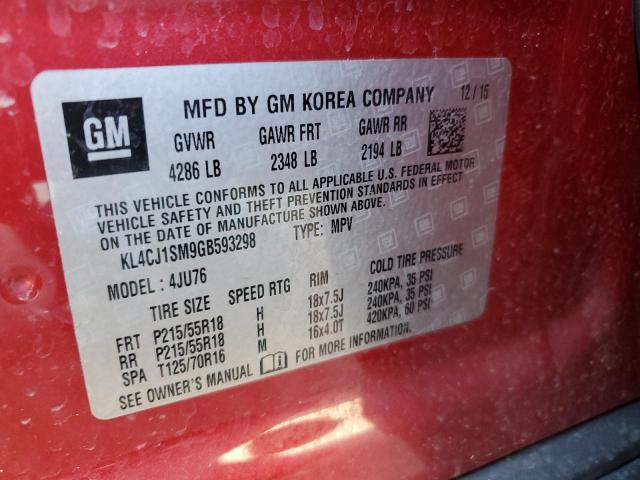 GM
MFD BY GM KOREA COMPANY 12/15
GVWR GAWR FRT GAWR RR
4286 LB 2348 LB 2194 LB
THIS VEHICLE CONFORMS TO ALL APPLICABLE U.S. FEDERAL MOTOR
VEHICLE SAFETY AND THEFT PREVENTION STANDARDS IN EFFECT
ON THE DATE OF MANUFACTURE SHOWN ABOVE.
KL4CJ1SM9GB593298 TYPE: MPV
MODEL: 4JU76
TIRE SIZE SPEED RTG RIM COLD TIRE PRESSURE
FRT P215/55R18 H 18x7.5J 240KPA, 35 PSI
RR P215/55R18 H 18x7.5J 240KPA, 35 PSI
SPA T125/70R16 M 16x4.0T 420KPA, 60 PSI
SEE OWNER'S MANUAL FOR MORE INFORMATION